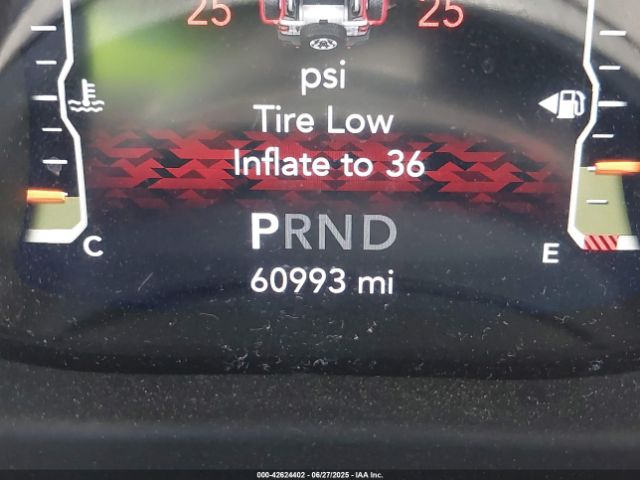 25 25
psi
Tire Low
Inflate to 36
PRND
C E
60993 mi
000-42624402 - 06/27/2025 - IAA Inc.